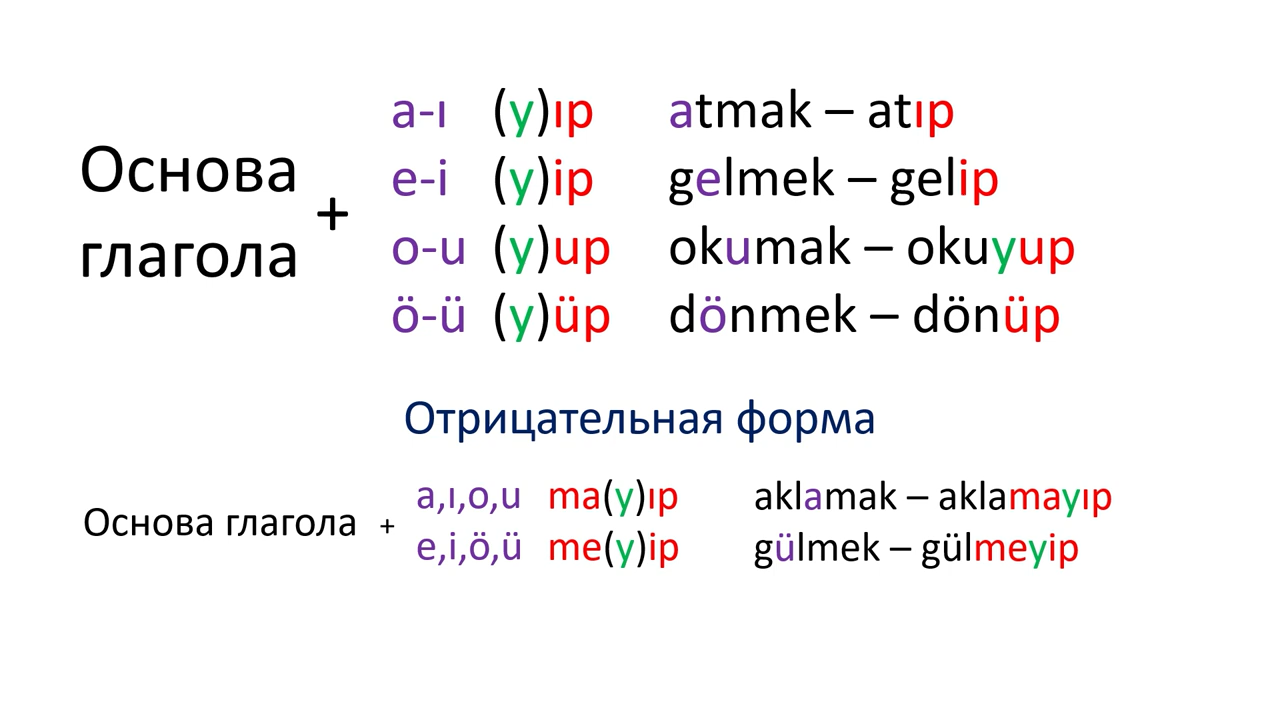 Основа глагола +
a-ı (y)ıp atmak – atıp
e-i (y)ip gelmek – gelip
o-u (y)up okumak – okuyup
ö-ü (y)üp dönmek – dönüp
Отрицательная форма
Основа глагола +
a,ı,o,u ma(y)ıp aklamak – aklamayıp
e,i,ö,ü me(y)ip gülmek – gülmeyip